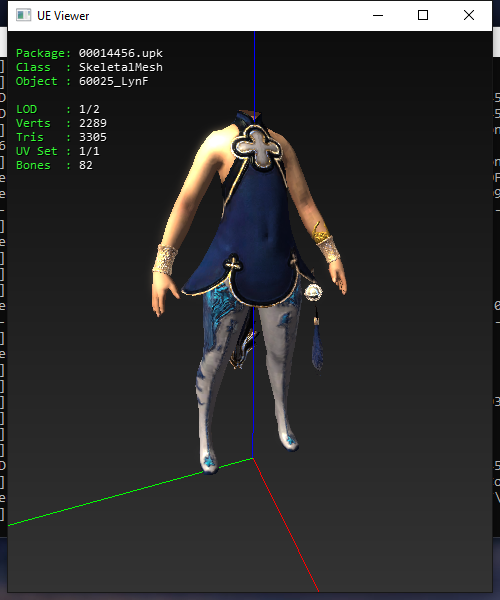 UE Viewer
Package: 00014456.upk
Class : SkeletalMesh
Object : 60025_LynF
LOD : 1/2
Verts : 2289
Tris : 3305
UV Set : 1/1
Bones : 82